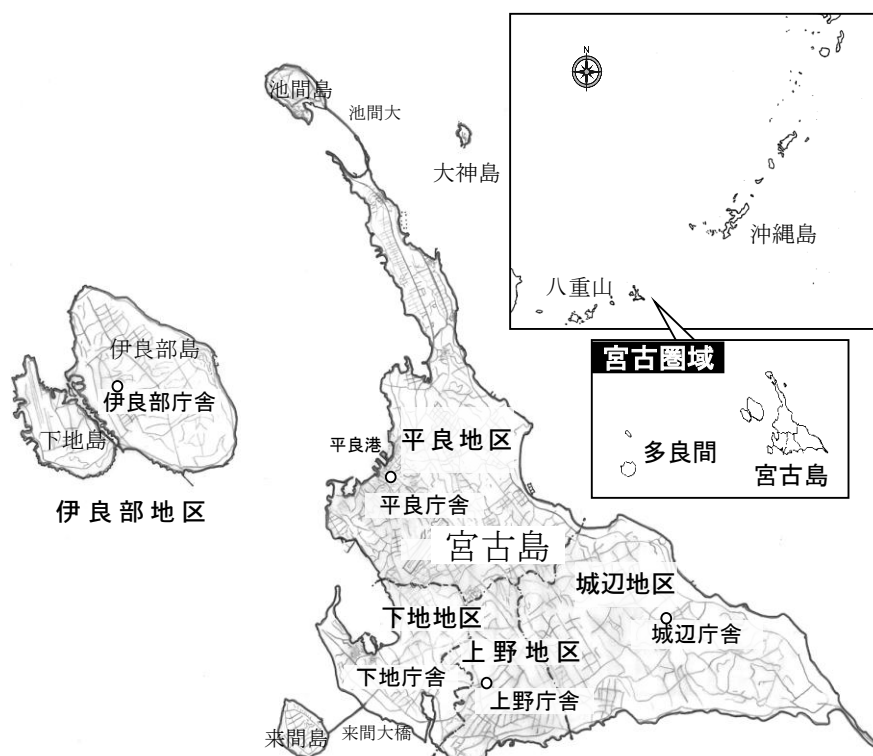 池間島
池間大
大神島
N
沖縄島
八重山
宮古圏域
多良間
宮古島
伊良部島
伊良部庁舎
下地島
伊良部地区
平良港
平良地区
平良庁舎
宮古島
城辺地区
城辺庁舎
下地地区
上野地区
下地庁舎
上野庁舎
来間島
来間大橋